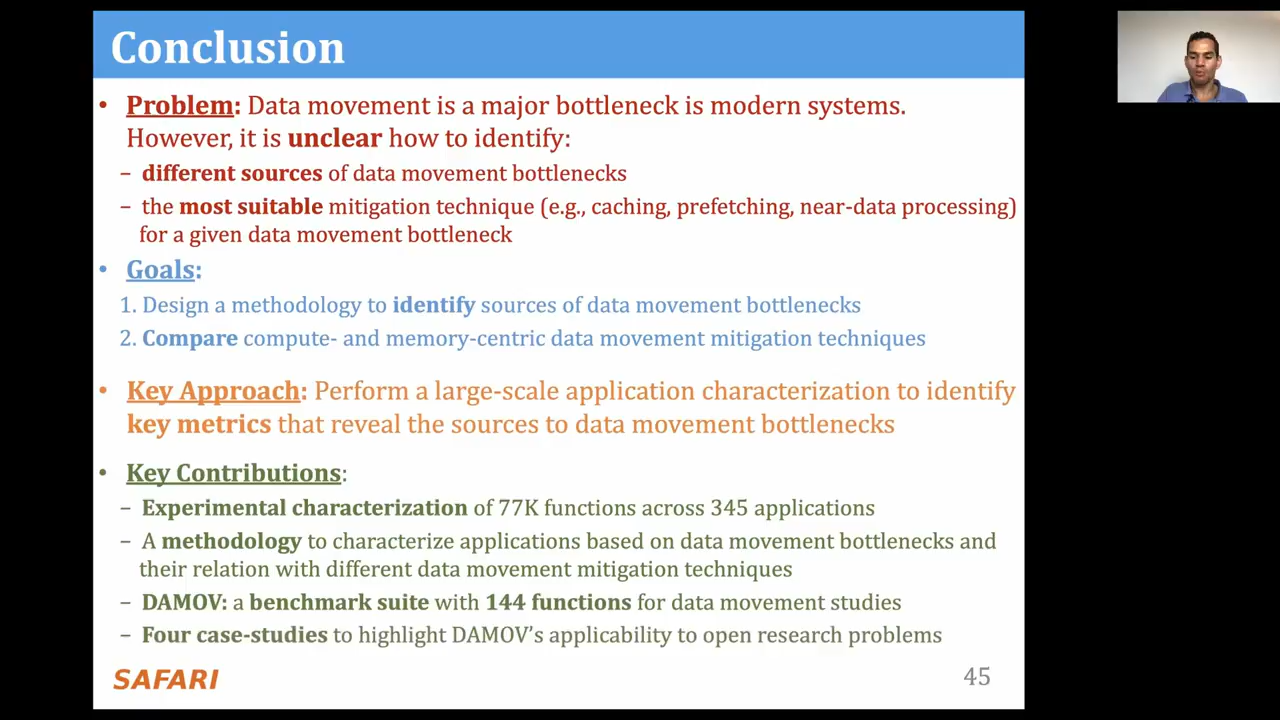 Conclusion
• Problem: Data movement is a major bottleneck is modern systems.
However, it is unclear how to identify:
– different sources of data movement bottlenecks
– the most suitable mitigation technique (e.g., caching, prefetching, near-data processing)
for a given data movement bottleneck
• Goals:
1. Design a methodology to identify sources of data movement bottlenecks
2. Compare compute- and memory-centric data movement mitigation techniques
• Key Approach: Perform a large-scale application characterization to identify
key metrics that reveal the sources to data movement bottlenecks
• Key Contributions:
– Experimental characterization of 77K functions across 345 applications
– A methodology to characterize applications based on data movement bottlenecks and
their relation with different data movement mitigation techniques
– DAMOV: a benchmark suite with 144 functions for data movement studies
– Four case-studies to highlight DAMOV’s applicability to open research problems
SAFARI
45